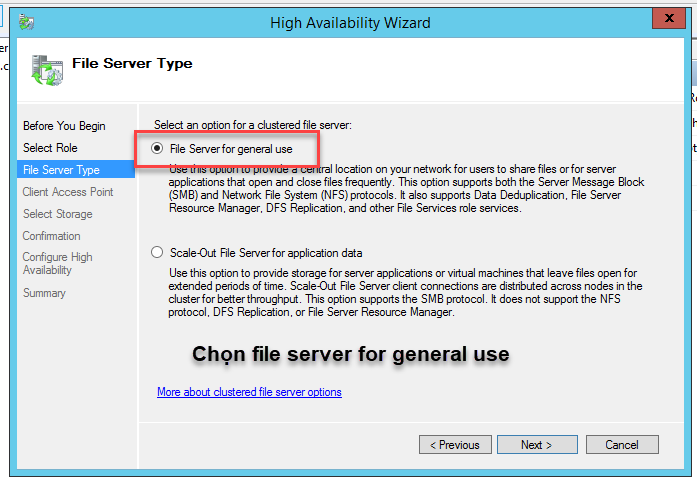 High Availability Wizard
x
File Server Type
Before You Begin
Select Role
File Server Type
Client Access Point
Select Storage
Confirmation
Configure High
Availability
Summary
Select an option for a clustered file server:
File Server for general use
Use this option to provide a central location on your network for users to share files or for server
applications that open and close files frequently. This option supports both the Server Message Block
(SMB) and Network File System (NFS) protocols. It also supports Data Deduplication, File Server
Resource Manager, DFS Replication, and other File Services role services.
Scale-Out File Server for application data
Use this option to provide storage for server applications or virtual machines that leave files open for
extended periods of time. Scale-Out File Server client connections are distributed across nodes in the
cluster for better throughput. This option supports the SMB protocol. It does not support the NFS
protocol, DFS Replication, or File Server Resource Manager.
Chọn file server for general use
More about clustered file server options
< Previous
Next >
Cancel